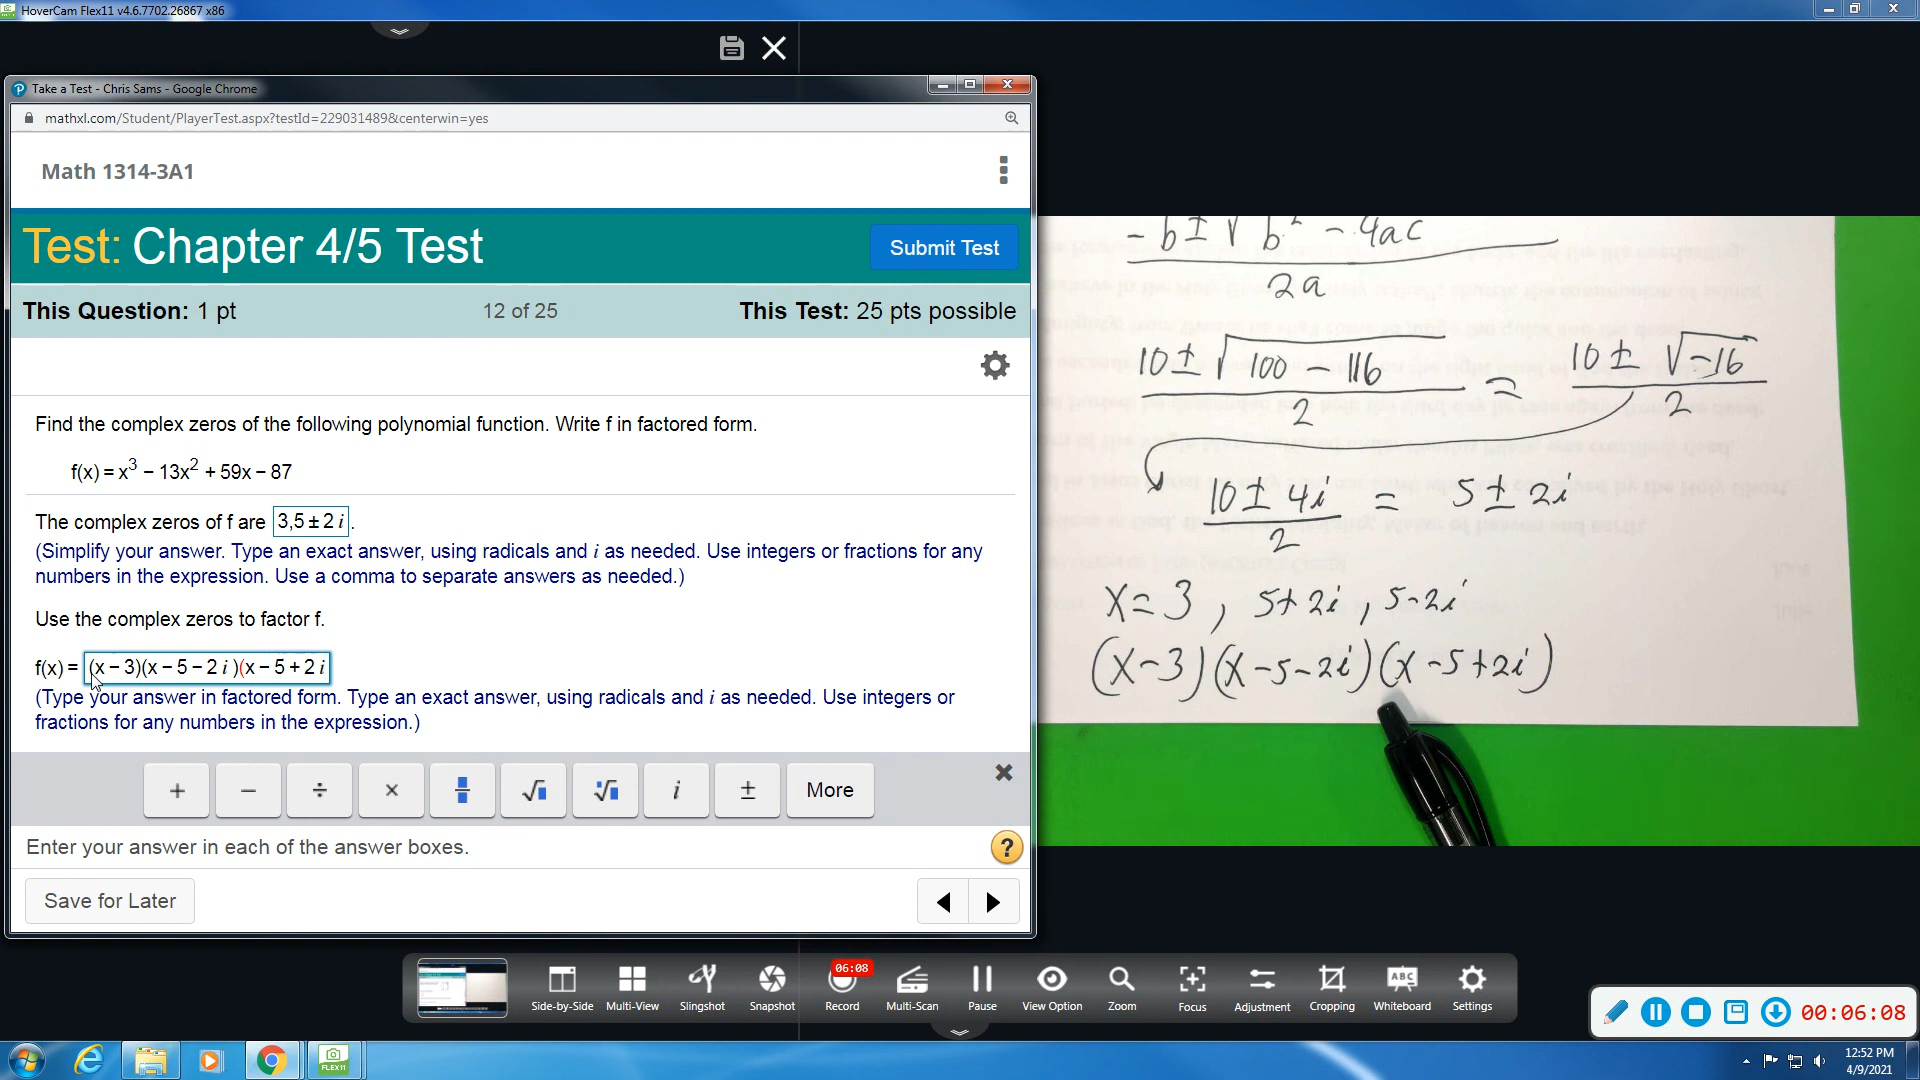 HoverCam Flex11 v4.6.7702.26867 x86
Take a Test - Chris Sams - Google Chrome
mathxl.com/Student/PlayerTest.aspx?testId=229031489&centerwin=yes
Math 1314-3A1
Test: Chapter 4/5 Test
Submit Test
This Question: 1 pt
12 of 25
This Test: 25 pts possible
Find the complex zeros of the following polynomial function. Write f in factored form.
f(x) = x³ − 13x² + 59x − 87
The complex zeros of f are 3,5 ± 2 i .
(Simplify your answer. Type an exact answer, using radicals and i as needed. Use integers or fractions for any
numbers in the expression. Use a comma to separate answers as needed.)
Use the complex zeros to factor f.
f(x) = (x − 3)(x − 5 − 2 i )(x − 5 + 2 i
(Type your answer in factored form. Type an exact answer, using radicals and i as needed. Use integers or
fractions for any numbers in the expression.)
+ − ÷ × √ √ i ± More
Enter your answer in each of the answer boxes.
?
Save for Later
-b ± √ b² - 4ac
2a
10 ± √ 100 - 116
2
=
10 ± √-16
2
10 ± 4i
2
= 5 ± 2i
x = 3 , 5+2i , 5-2i
(x-3)(x-5-2i)(x-5+2i)
06:08
Side-by-Side Multi-View Slingshot Snapshot Record Multi-Scan Pause View Option Zoom Focus Adjustment Cropping Whiteboard Settings
ABC
00:06:08
FLEX11
12:52 PM
4/9/2021